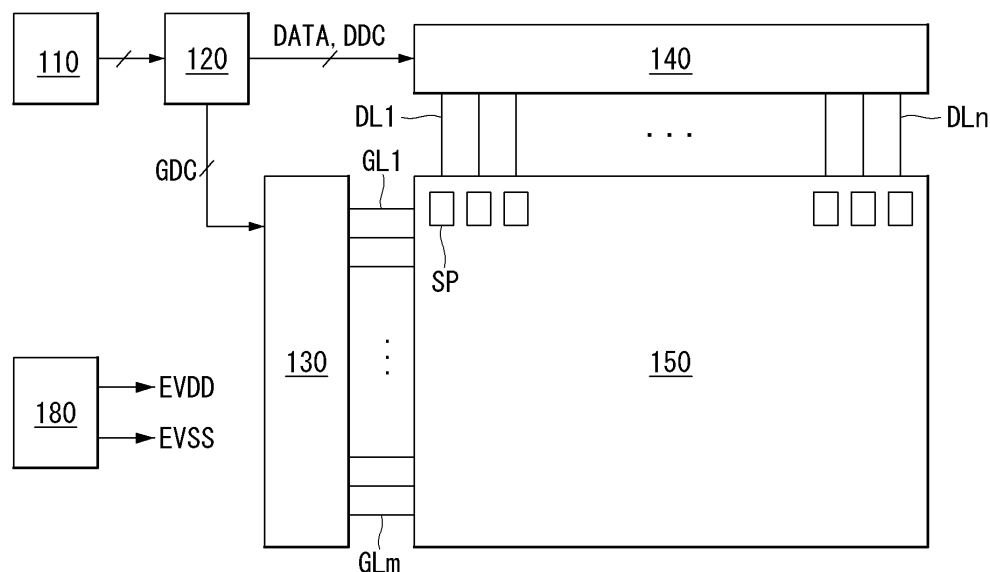 110
120
DATA, DDC
140
DL1
. . .
DLn
GDC
GL1
SP
130
150
180
EVDD
EVSS
GLm